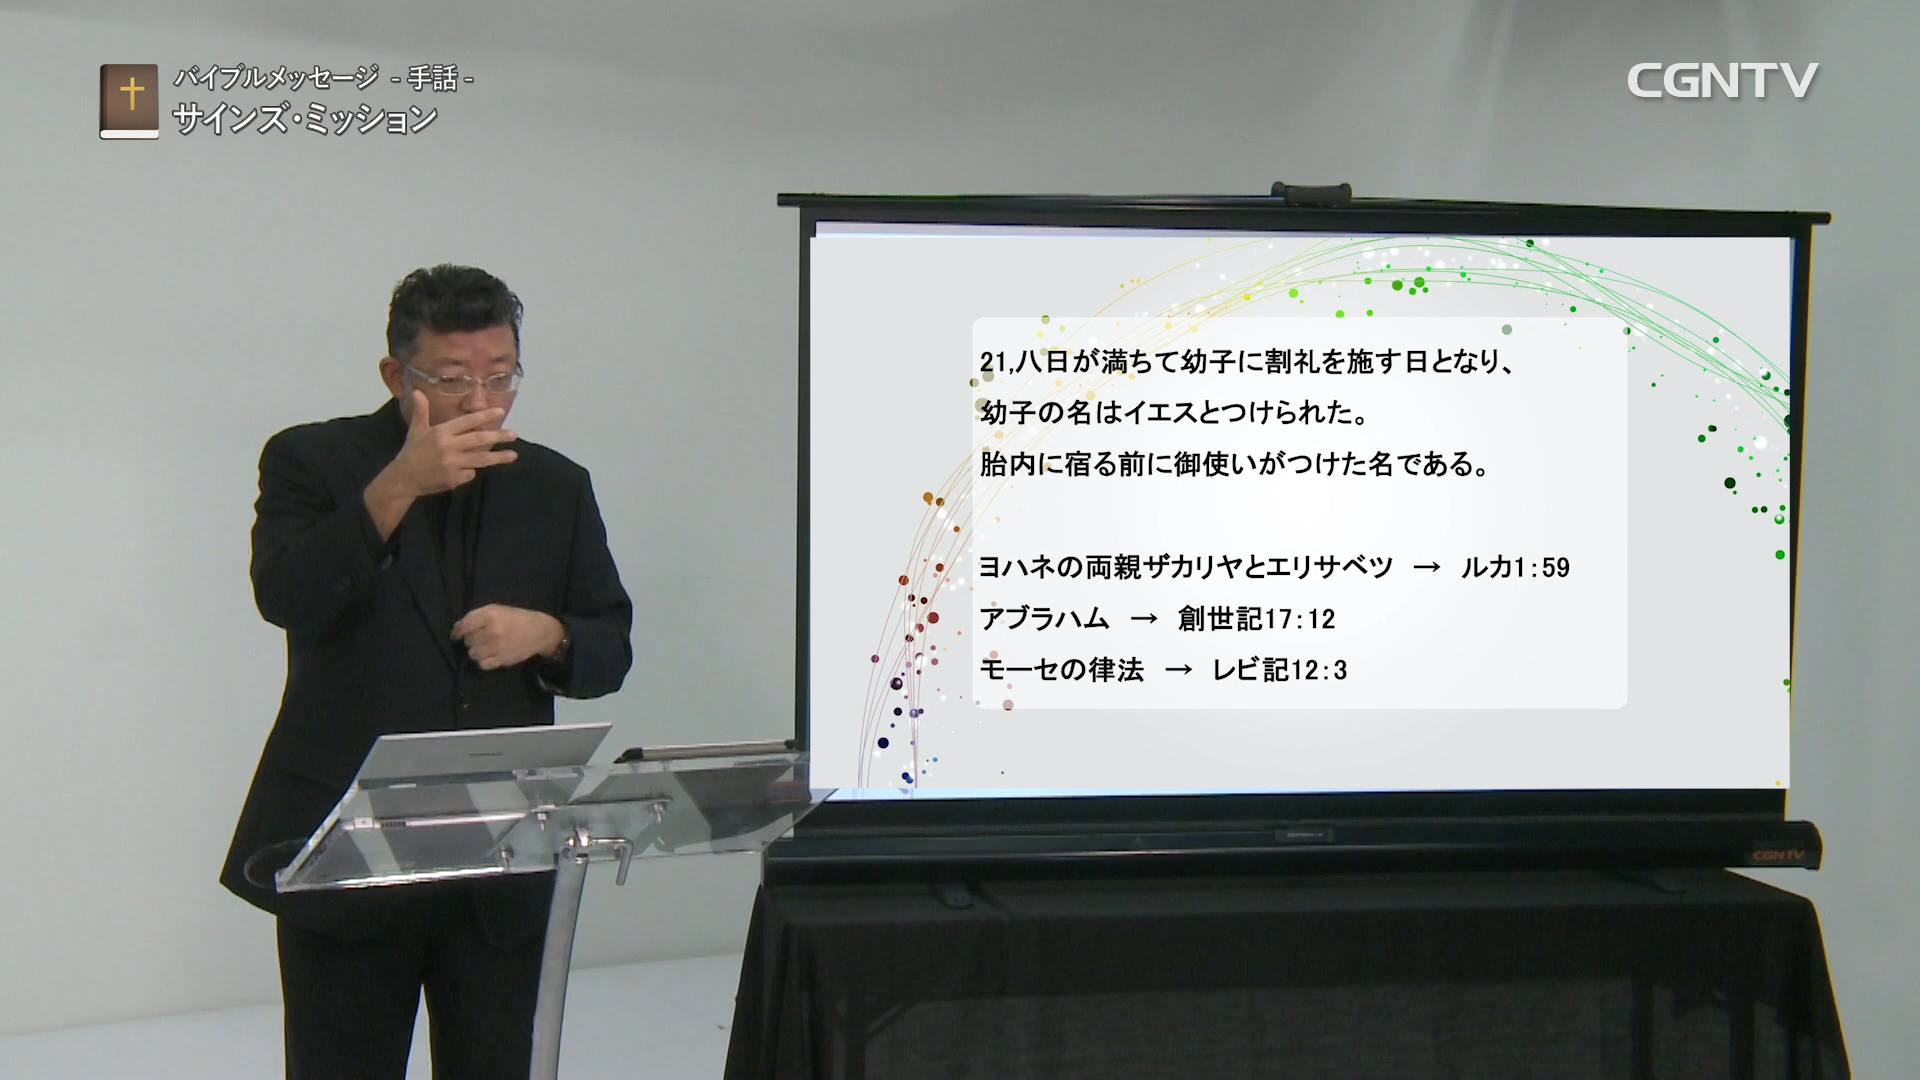 バイブルメッセージ - 手話 -
サインズ・ミッション
CGNTV
21,八日が満ちて幼子に割礼を施す日となり、
幼子の名はイエスとつけられた。
胎内に宿る前に御使いがつけた名である。
ヨハネの両親ザカリヤとエリサベツ → ルカ1:59
アブラハム → 創世記17:12
モーセの律法 → レビ記12:3
CGNTV